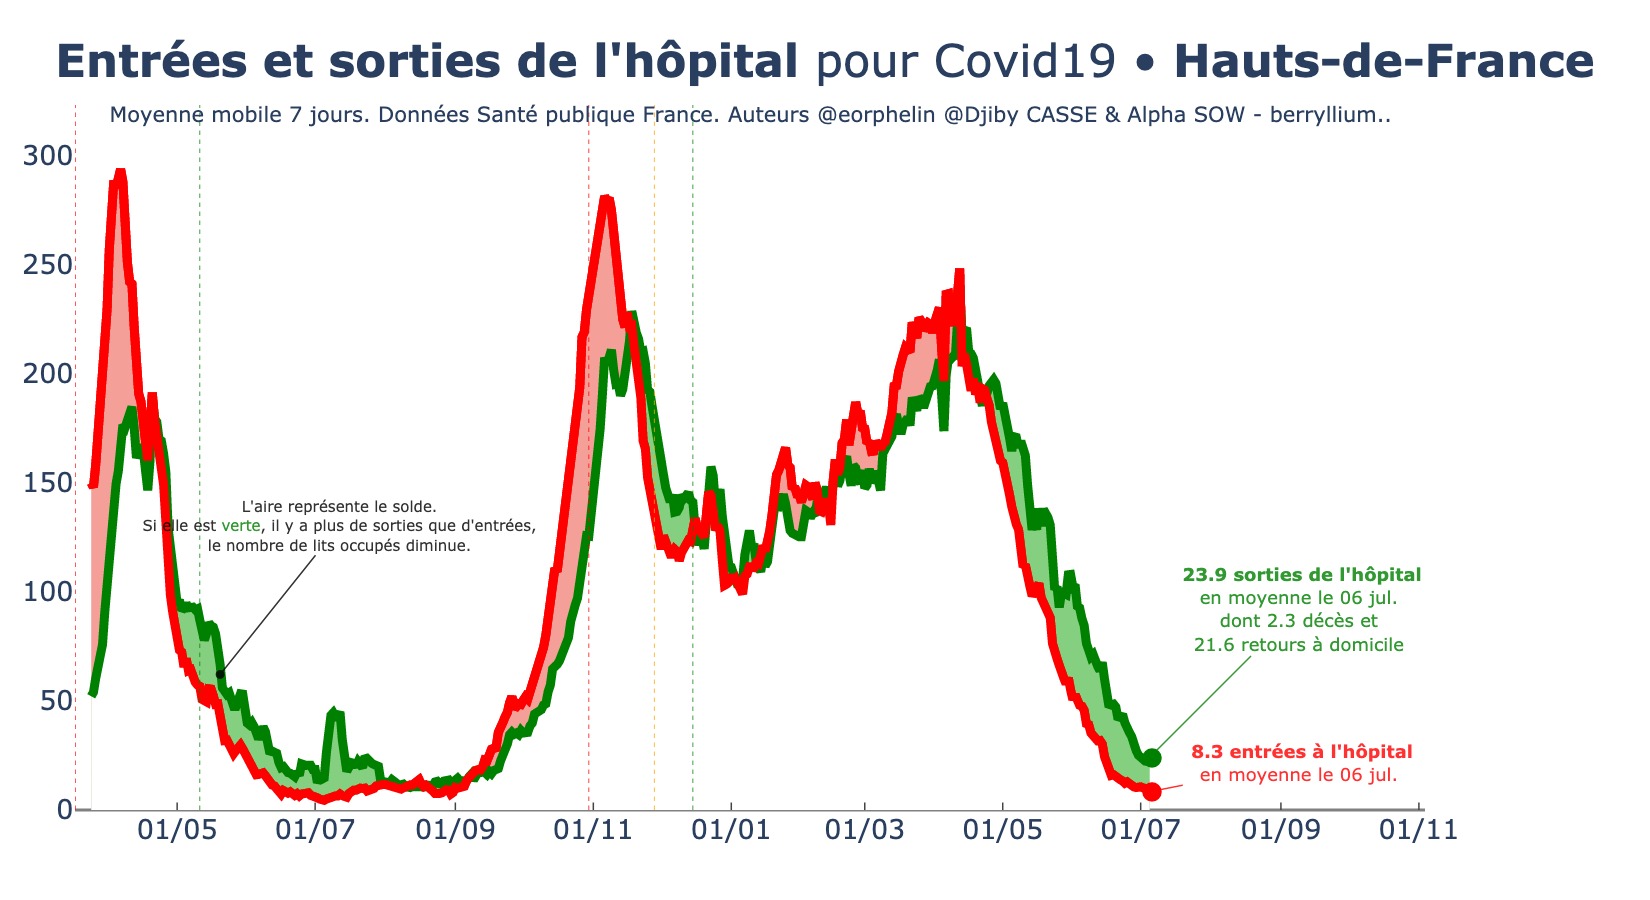 Entrées et sorties de l'hôpital pour Covid19 • Hauts-de-France
Moyenne mobile 7 jours. Données Santé publique France. Auteurs @eorphelin @Djiby CASSE & Alpha SOW - berryllium..
300
250
200
150
100
50
0
L'aire représente le solde.
Si elle est verte, il y a plus de sorties que d'entrées,
le nombre de lits occupés diminue.
23.9 sorties de l'hôpital
en moyenne le 06 jul.
dont 2.3 décès et
21.6 retours à domicile
8.3 entrées à l'hôpital
en moyenne le 06 jul.
01/05 01/07 01/09 01/11 01/01 01/03 01/05 01/07 01/09 01/11